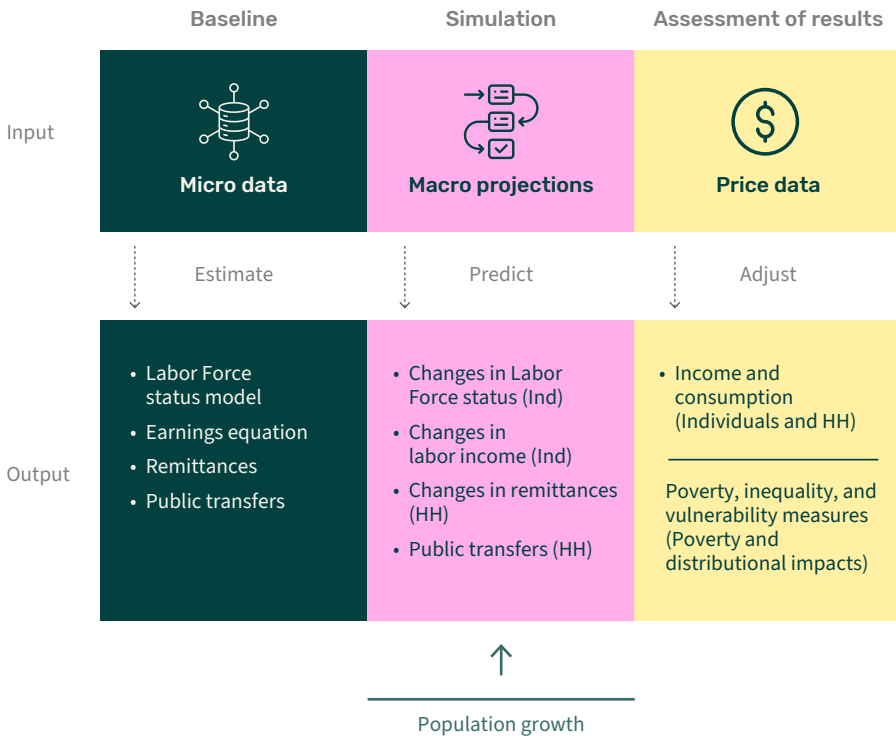 Baseline
Simulation
Assessment of results
Input
Micro data
Macro projections
Price data
Estimate
Predict
Adjust
Output
• Labor Force
status model
• Earnings equation
• Remittances
• Public transfers
• Changes in Labor
Force status (Ind)
• Changes in
labor income (Ind)
• Changes in remittances
(HH)
• Public transfers (HH)
• Income and
consumption
(Individuals and HH)
Poverty, inequality, and
vulnerability measures
(Poverty and
distributional impacts)
Population growth